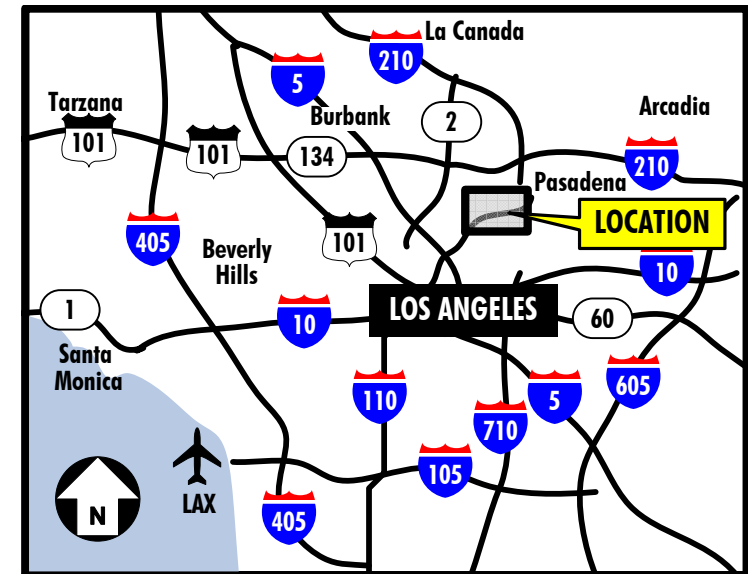 La Canada
210
5
Tarzana
Burbank
Arcadia
2
101
101
134
210
Pasadena
LOCATION
405
Beverly
Hills
101
10
1
10
LOS ANGELES
60
Santa
Monica
110
5
605
710
105
LAX
N
405